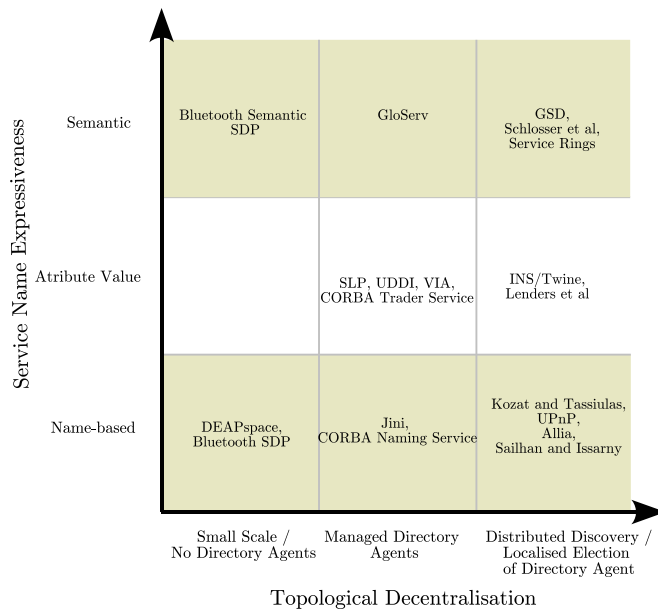 Service Name Expressiveness
Semantic
Bluetooth Semantic
SDP
GloServ
GSD,
Schlosser et al,
Service Rings
Atribute Value
SLP, UDDI, VIA,
CORBA Trader Service
INS/Twine,
Lenders et al
Name-based
DEAPspace,
Bluetooth SDP
Jini,
CORBA Naming Service
Kozat and Tassiulas,
UPnP,
Allia,
Sailhan and Issarny
Small Scale /
No Directory Agents
Managed Directory
Agents
Distributed Discovery /
Localised Election
of Directory Agent
Topological Decentralisation